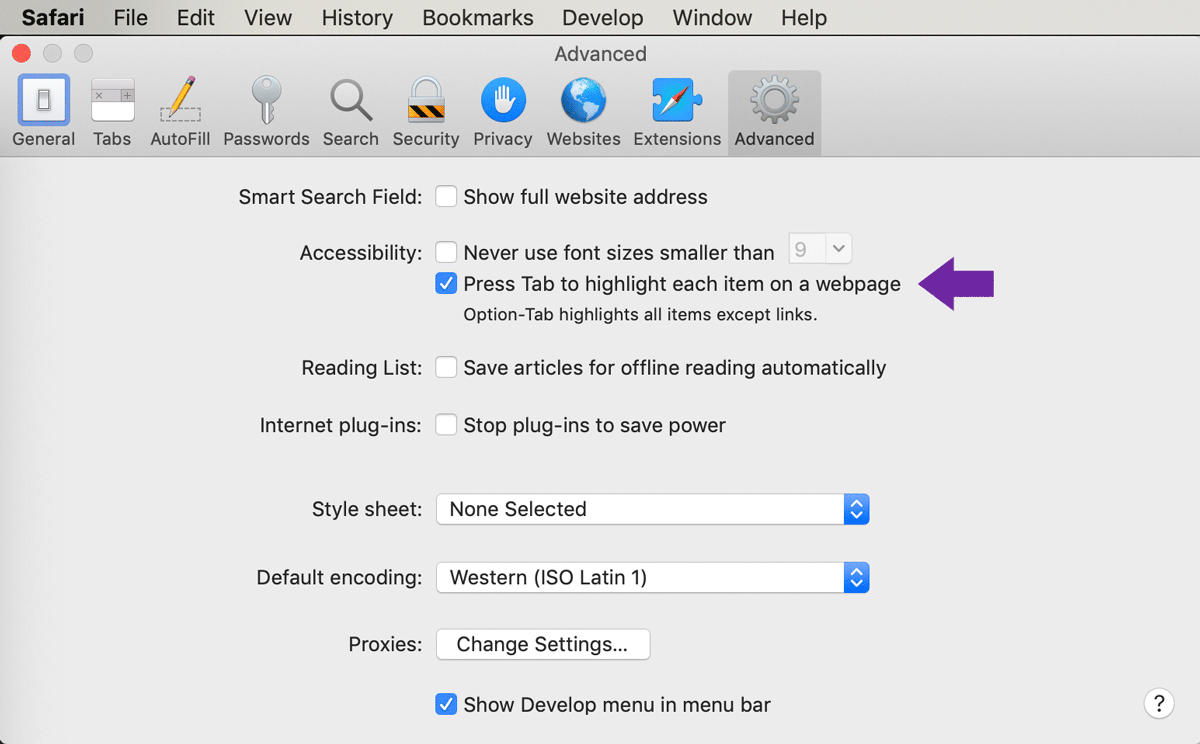 Safari File Edit View History Bookmarks Develop Window Help
Advanced
General Tabs AutoFill Passwords Search Security Privacy Websites Extensions Advanced
Smart Search Field: Show full website address
Accessibility: Never use font sizes smaller than 9
Press Tab to highlight each item on a webpage
Option-Tab highlights all items except links.
Reading List: Save articles for offline reading automatically
Internet plug-ins: Stop plug-ins to save power
Style sheet: None Selected
Default encoding: Western (ISO Latin 1)
Proxies: Change Settings...
Show Develop menu in menu bar
?